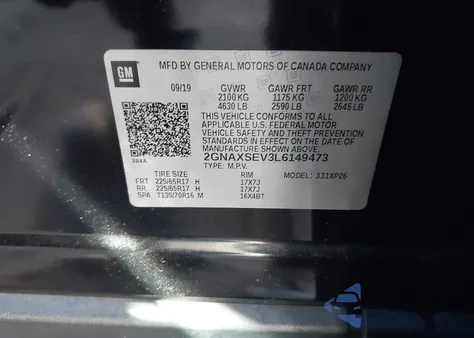 GM
MFD BY GENERAL MOTORS OF CANADA COMPANY
09/19 GVWR GAWR FRT GAWR RR
2100 KG 1175 KG 1200 KG
4630 LB 2590 LB 2645 LB
THIS VEHICLE CONFORMS TO ALL
APPLICABLE U.S. FEDERAL MOTOR
VEHICLE SAFETY AND THEFT PREVENTION
STANDARDS IN EFFECT ON THE DATE OF
MANUFACTURE SHOWN ABOVE.
2GNAXSEV3L6149473
384A TYPE: M.P.V.
TIRE SIZE RIM MODEL: 331XP26
FRT 225/65R17 H 17X7J
RR 225/65R17 H 17X7J
SPA T135/70R16 M 16X4BT